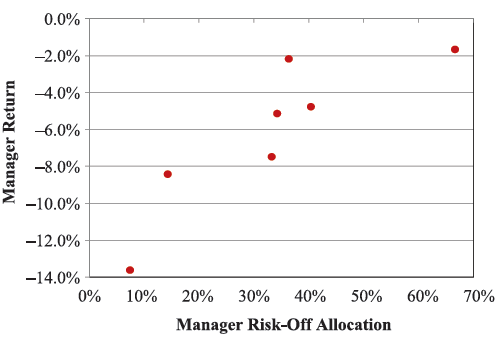 0.0%
–2.0%
–4.0%
–6.0%
–8.0%
–10.0%
–12.0%
–14.0%
Manager Return
0% 10% 20% 30% 40% 50% 60% 70%
Manager Risk-Off Allocation